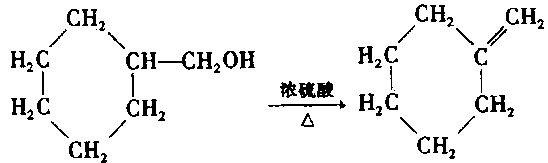 CH₂
H₂C CH—CH₂OH
H₂C CH₂
CH₂
浓硫酸
△
CH₂ CH₂
H₂C C
H₂C CH₂
CH₂